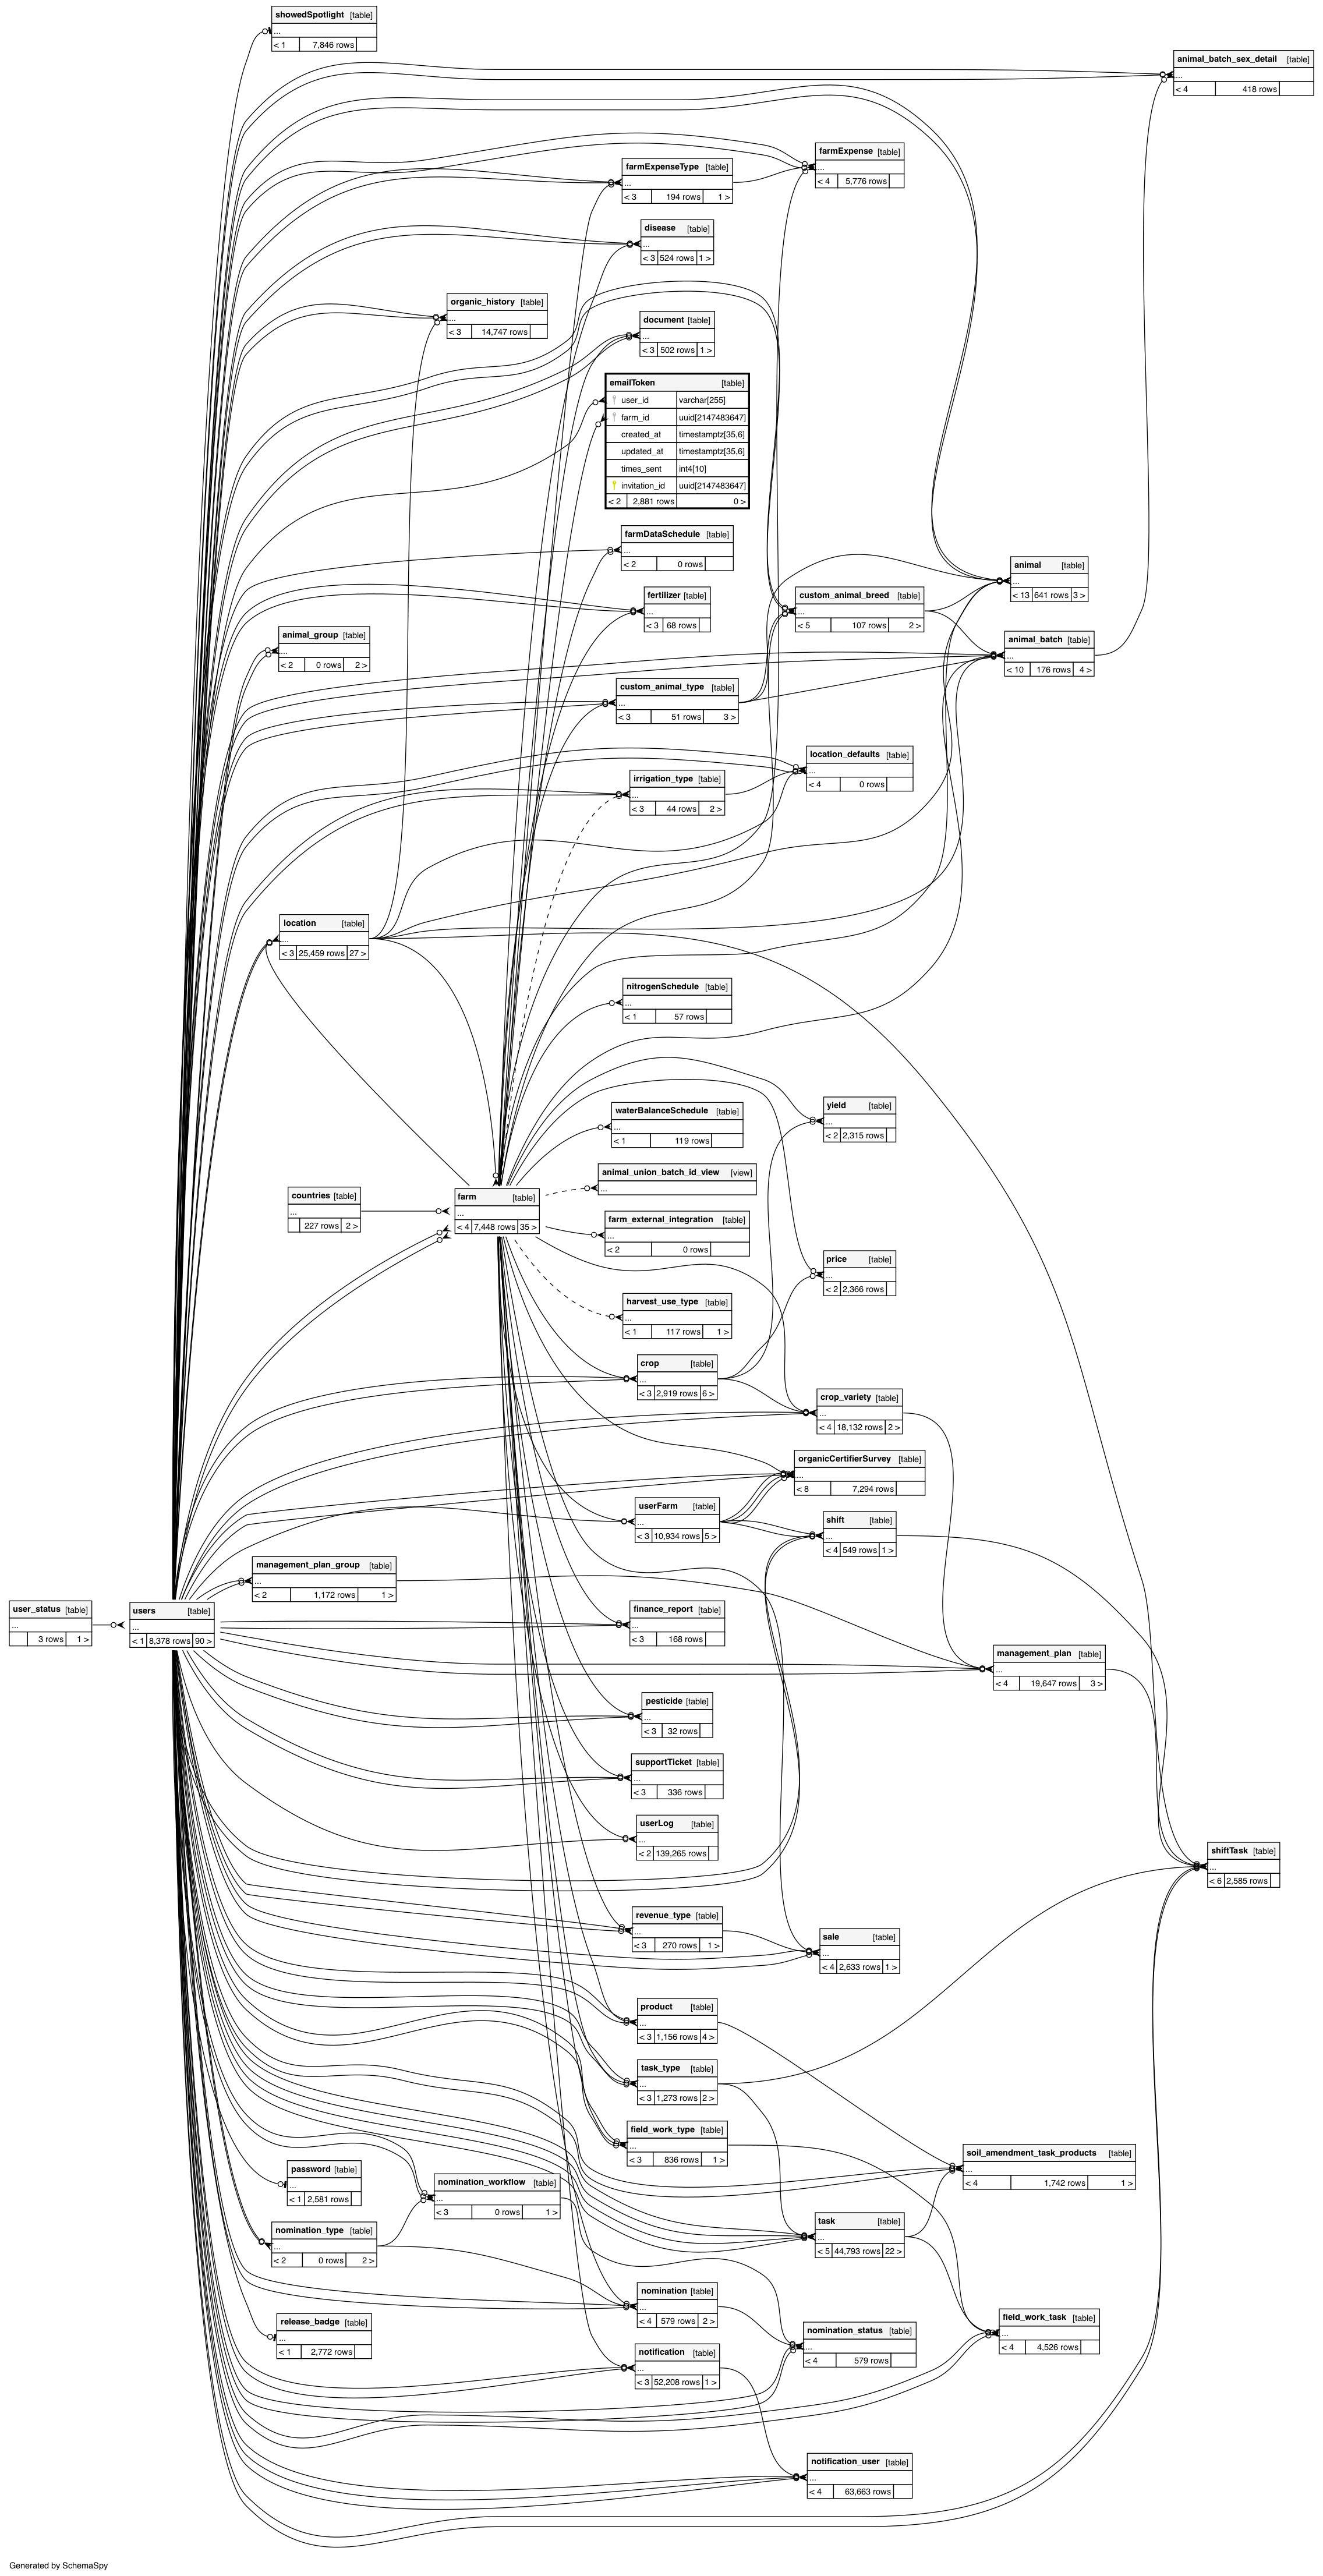 showedSpotlight [table]
...
< 1 7,846 rows
animal_batch_sex_detail [table]
...
< 4 418 rows
farmExpense [table]
...
< 4 5,776 rows
farmExpenseType [table]
...
< 3 194 rows 1 >
disease [table]
...
< 3 524 rows 1 >
organic_history [table]
...
< 3 14,747 rows
document [table]
...
< 3 502 rows 1 >
emailToken [table]
user_id varchar[255]
farm_id uuid[2147483647]
created_at timestamptz[35,6]
updated_at timestamptz[35,6]
times_sent int4[10]
invitation_id uuid[2147483647]
< 2 2,881 rows 0 >
farmDataSchedule [table]
...
< 2 0 rows
animal [table]
...
< 13 641 rows 3 >
fertilizer [table]
...
< 3 68 rows
custom_animal_breed [table]
...
< 5 107 rows 2 >
animal_group [table]
...
< 2 0 rows 2 >
animal_batch [table]
...
< 10 176 rows 4 >
custom_animal_type [table]
...
< 3 51 rows 3 >
location_defaults [table]
...
< 4 0 rows
irrigation_type [table]
...
< 3 44 rows 2 >
location [table]
...
< 3 25,459 rows 27 >
nitrogenSchedule [table]
...
< 1 57 rows
yield [table]
...
< 2 2,315 rows
waterBalanceSchedule [table]
...
< 1 119 rows
animal_union_batch_id_view [view]
...
countries [table]
...
227 rows 2 >
farm [table]
...
< 4 7,448 rows 35 >
farm_external_integration [table]
...
< 2 0 rows
price [table]
...
< 2 2,366 rows
harvest_use_type [table]
...
< 1 117 rows 1 >
crop [table]
...
< 3 2,919 rows 6 >
crop_variety [table]
...
< 4 18,132 rows 2 >
organicCertifierSurvey [table]
...
< 8 7,294 rows
userFarm [table]
...
< 3 10,934 rows 5 >
shift [table]
...
< 4 549 rows 1 >
management_plan_group [table]
...
< 2 1,172 rows 1 >
user_status [table]
...
3 rows 1 >
users [table]
...
< 1 8,378 rows 90 >
finance_report [table]
...
< 3 168 rows
management_plan [table]
...
< 4 19,647 rows 3 >
pesticide [table]
...
< 3 32 rows
supportTicket [table]
...
< 3 336 rows
userLog [table]
...
< 2 139,265 rows
shiftTask [table]
...
< 6 2,585 rows
revenue_type [table]
...
< 3 270 rows 1 >
sale [table]
...
< 4 2,633 rows 1 >
product [table]
...
< 3 1,156 rows 4 >
task_type [table]
...
< 3 1,273 rows 2 >
field_work_type [table]
...
< 3 836 rows 1 >
soil_amendment_task_products [table]
...
< 4 1,742 rows 1 >
password [table]
...
< 1 2,581 rows
nomination_workflow [table]
...
< 3 0 rows 1 >
task [table]
...
< 5 44,793 rows 22 >
nomination_type [table]
...
< 2 0 rows 2 >
nomination [table]
...
< 4 579 rows 2 >
release_badge [table]
...
< 1 2,772 rows
nomination_status [table]
...
< 4 579 rows
field_work_task [table]
...
< 4 4,526 rows
notification [table]
...
< 3 52,208 rows 1 >
notification_user [table]
...
< 4 63,663 rows
Generated by SchemaSpy